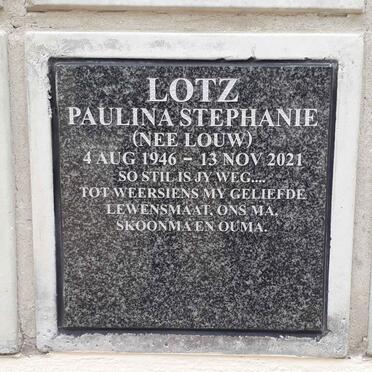 LOTZ
PAULINA STEPHANIE
(NEE LOUW)
4 AUG 1946 - 13 NOV 2021
SO STIL IS JY WEG....
TOT WEERSIENS MY GELIEFDE
LEWENSMAAT, ONS MA,
SKOONMA EN OUMA.